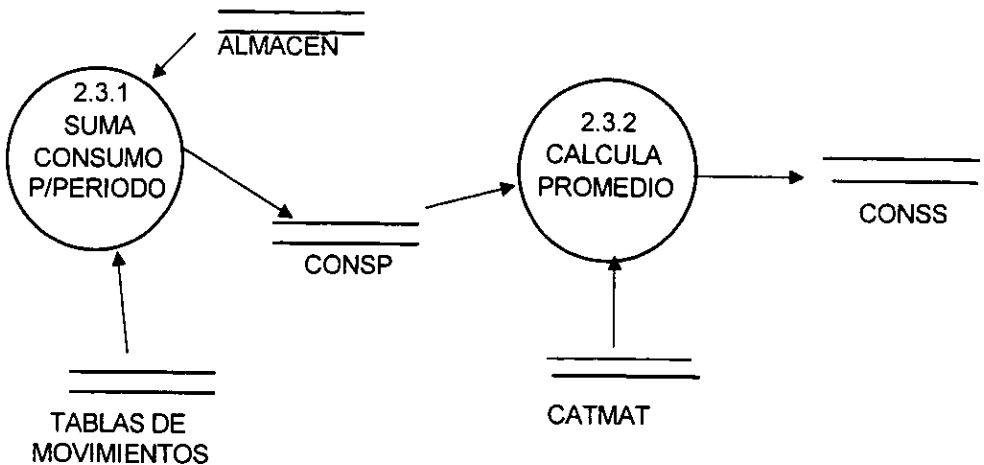 ALMACEN
2.3.1
SUMA
CONSUMO
P/PERIODO
2.3.2
CALCULA
PROMEDIO
CONSS
CONSP
CATMAT
TABLAS DE
MOVIMIENTOS